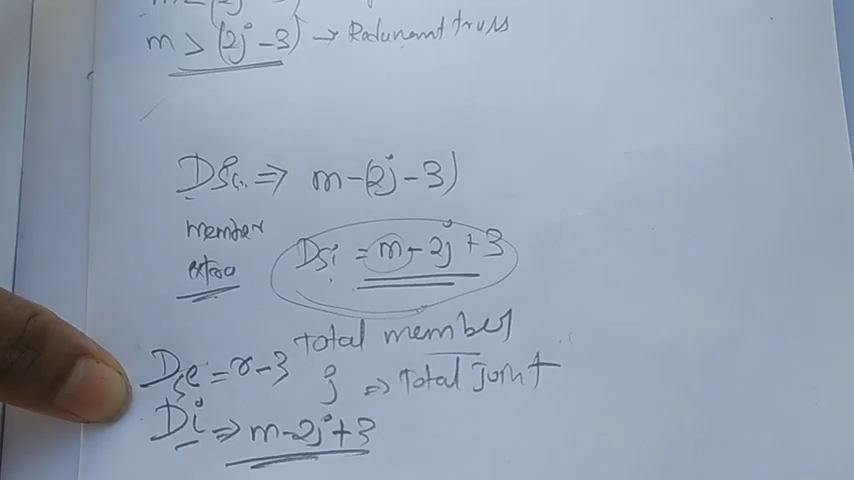 m > (2j - 3) → Redunant truss
Dsi ⇒ m - (2j - 3)
member
extra
Dsi = m - 2j + 3
Total member
Dse = r - 3
j ⇒ Total Joint
Di ⇒ m - 2j + 3